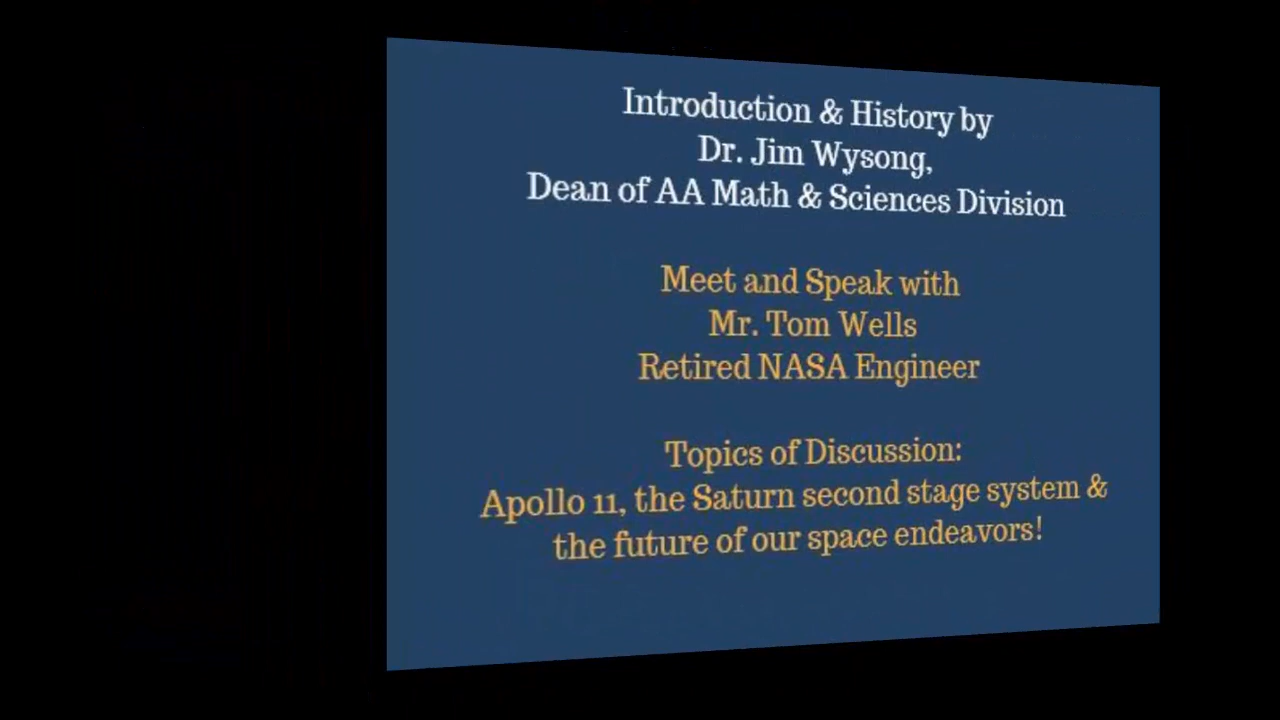 Introduction & History by
Dr. Jim Wysong,
Dean of AA Math & Sciences Division
Meet and Speak with
Mr. Tom Wells
Retired NASA Engineer
Topics of Discussion:
Apollo 11, the Saturn second stage system &
the future of our space endeavors!